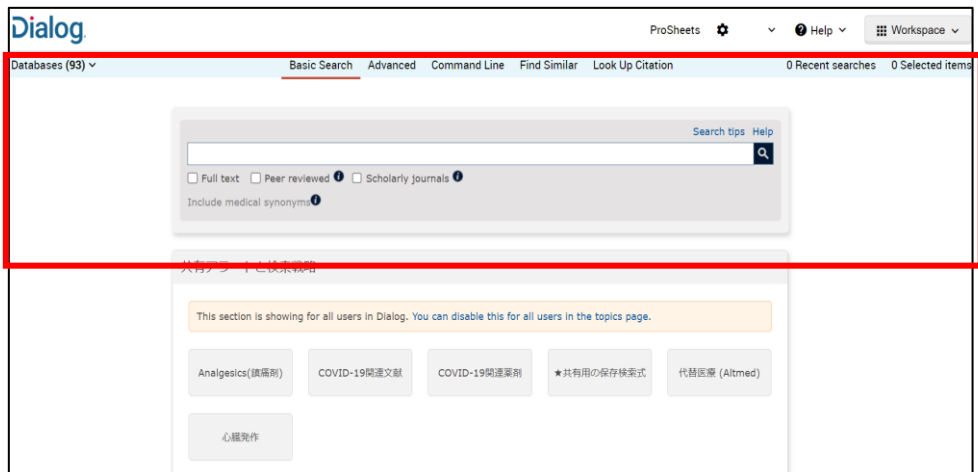 Dialog.
ProSheets Help Workspace
Databases (93) Basic Search Advanced Command Line Find Similar Look Up Citation 0 Recent searches 0 Selected items
Search tips Help
Full text Peer reviewed Scholarly journals
Include medical synonyms
共有アラートと検索戦略
This section is showing for all users in Dialog. You can disable this for all users in the topics page.
Analgesics(鎮痛剤) COVID-19関連文献 COVID-19関連薬剤 ★共有用の保存検索式 代替医療 (Altmed)
心臓発作